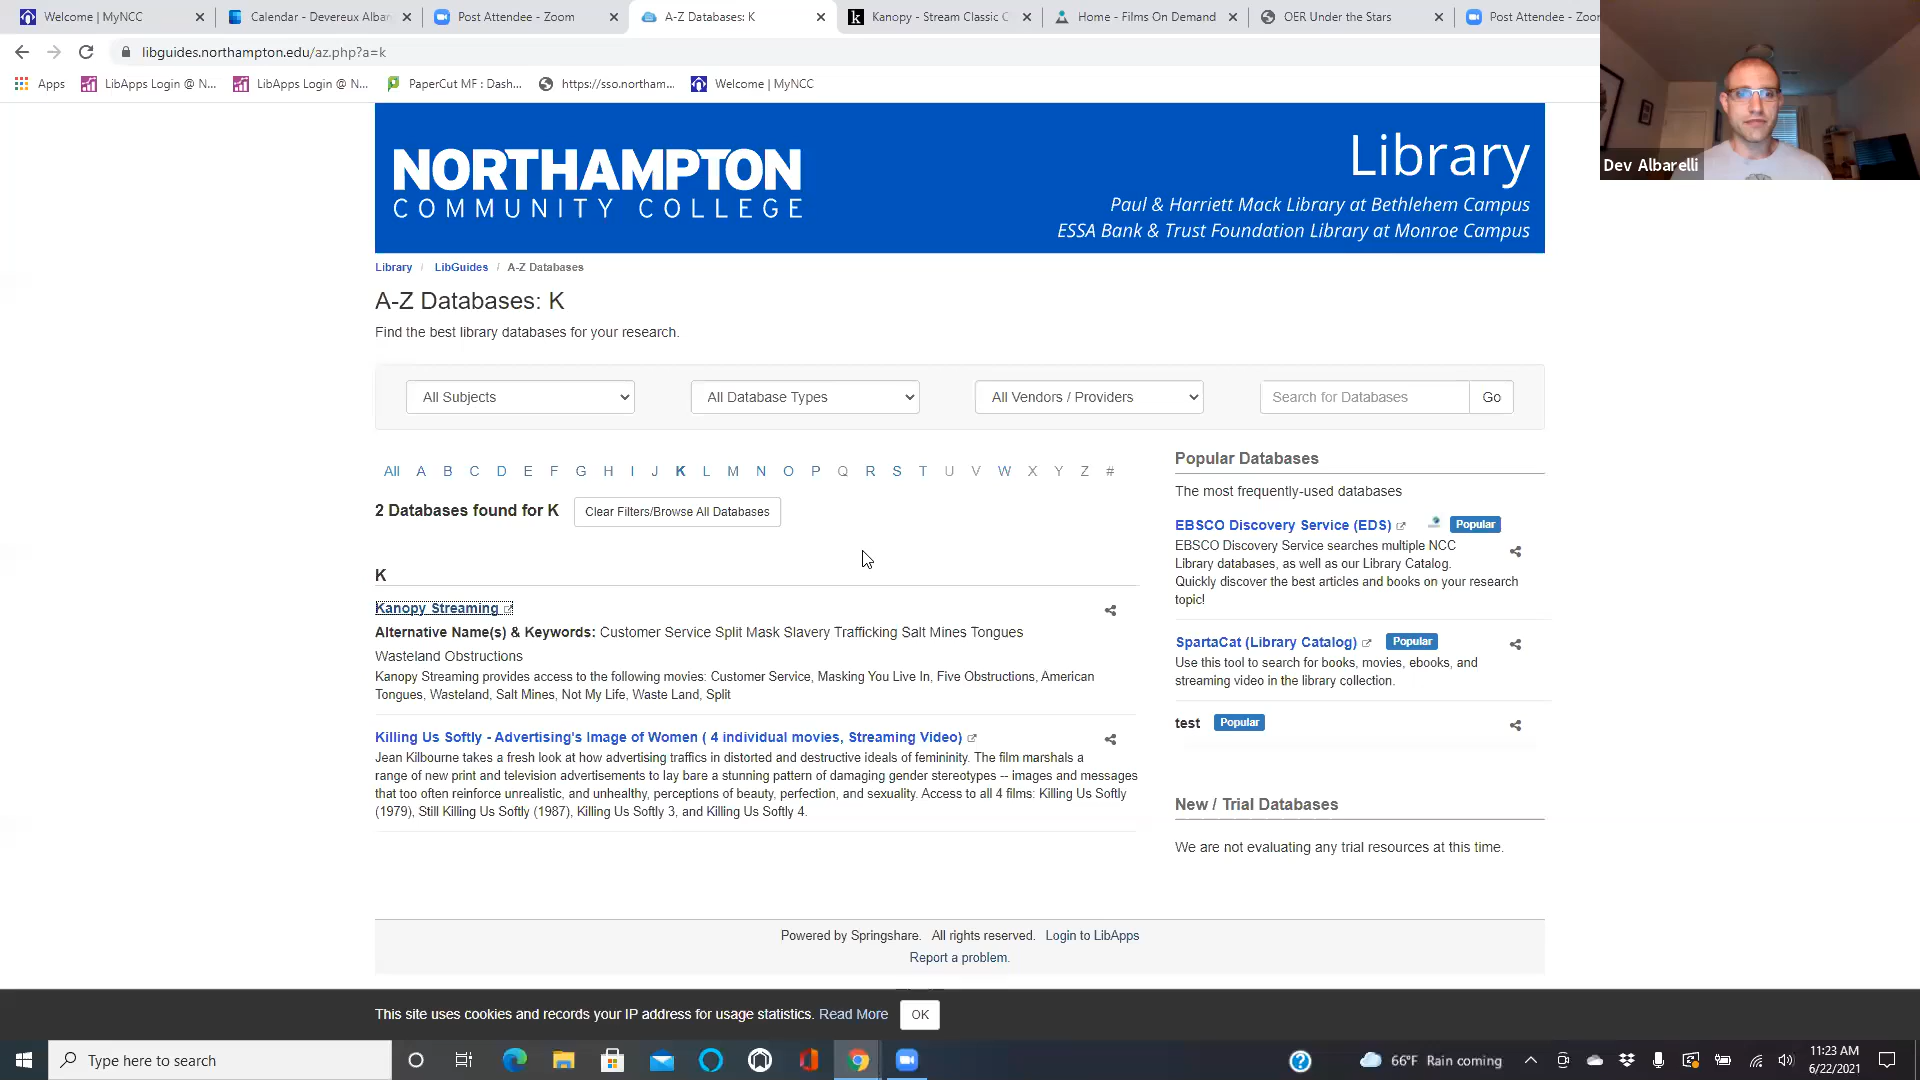 Welcome | MyNCC
Calendar - Devereux Albar
Post Attendee - Zoom
A-Z Databases: K
Kanopy - Stream Classic C
Home - Films On Demand
OER Under the Stars
Post Attendee - Zoo
libguides.northampton.edu/az.php?a=k
Apps
LibApps Login @ N...
LibApps Login @ N...
PaperCut MF : Dash...
https://sso.northam...
Welcome | MyNCC
Dev Albarelli
NORTHAMPTON
COMMUNITY COLLEGE
Library
Paul & Harriett Mack Library at Bethlehem Campus
ESSA Bank & Trust Foundation Library at Monroe Campus
Library / LibGuides / A-Z Databases
A-Z Databases: K
Find the best library databases for your research.
All Subjects
All Database Types
All Vendors / Providers
Search for Databases
Go
All A B C D E F G H I J K L M N O P Q R S T U V W X Y Z #
2 Databases found for K
Clear Filters/Browse All Databases
K
Kanopy Streaming
Alternative Name(s) & Keywords: Customer Service Split Mask Slavery Trafficking Salt Mines Tongues
Wasteland Obstructions
Kanopy Streaming provides access to the following movies: Customer Service, Masking You Live In, Five Obstructions, American
Tongues, Wasteland, Salt Mines, Not My Life, Waste Land, Split
Killing Us Softly - Advertising's Image of Women ( 4 individual movies, Streaming Video)
Jean Kilbourne takes a fresh look at how advertising traffics in distorted and destructive ideals of femininity. The film marshals a
range of new print and television advertisements to lay bare a stunning pattern of damaging gender stereotypes -- images and messages
that too often reinforce unrealistic, and unhealthy, perceptions of beauty, perfection, and sexuality. Access to all 4 films: Killing Us Softly
(1979), Still Killing Us Softly (1987), Killing Us Softly 3, and Killing Us Softly 4.
Popular Databases
The most frequently-used databases
EBSCO Discovery Service (EDS) Popular
EBSCO Discovery Service searches multiple NCC
Library databases, as well as our Library Catalog.
Quickly discover the best articles and books on your research
topic!
SpartaCat (Library Catalog) Popular
Use this tool to search for books, movies, ebooks, and
streaming video in the library collection.
test Popular
New / Trial Databases
We are not evaluating any trial resources at this time.
Powered by Springshare. All rights reserved. Login to LibApps
Report a problem.
This site uses cookies and records your IP address for usage statistics. Read More OK
Type here to search
66°F Rain coming
11:23 AM
6/22/2021